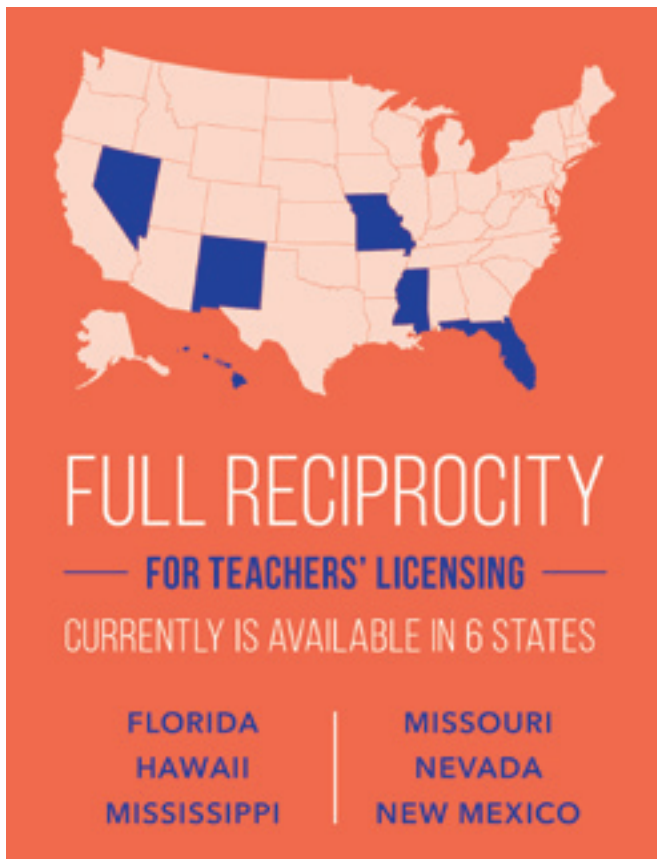 FULL RECIPROCITY
FOR TEACHERS' LICENSING
CURRENTLY IS AVAILABLE IN 6 STATES
FLORIDA
HAWAII
MISSISSIPPI
MISSOURI
NEVADA
NEW MEXICO